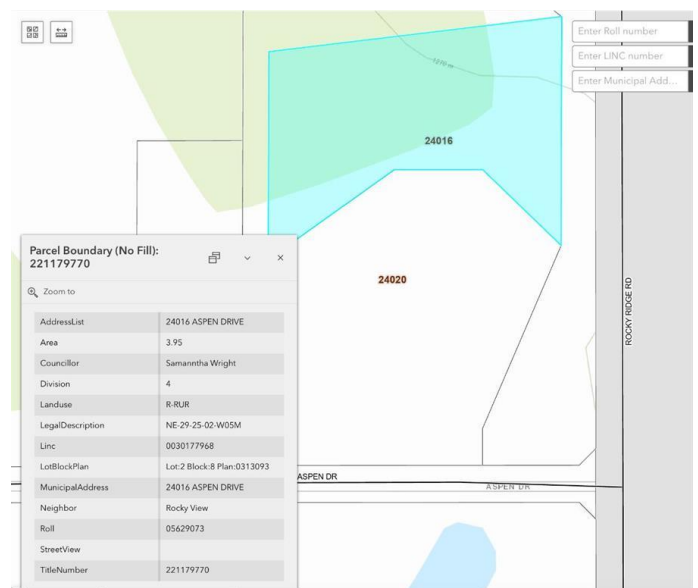 Enter Roll number
Enter LINC number
Enter Municipal Add...
1270 m
24016
24020
ROCKY RIDGE RD
Parcel Boundary (No Fill):
221179770
Zoom to
AddressList 24016 ASPEN DRIVE
Area 3.95
Councillor Samanntha Wright
Division 4
Landuse R-RUR
LegalDescription NE-29-25-02-W05M
Linc 0030177968
LotBlockPlan Lot:2 Block:8 Plan:0313093
MunicipalAddress 24016 ASPEN DRIVE
Neighbor Rocky View
Roll 05629073
StreetView
TitleNumber 221179770
ASPEN DR
ASPEN DR